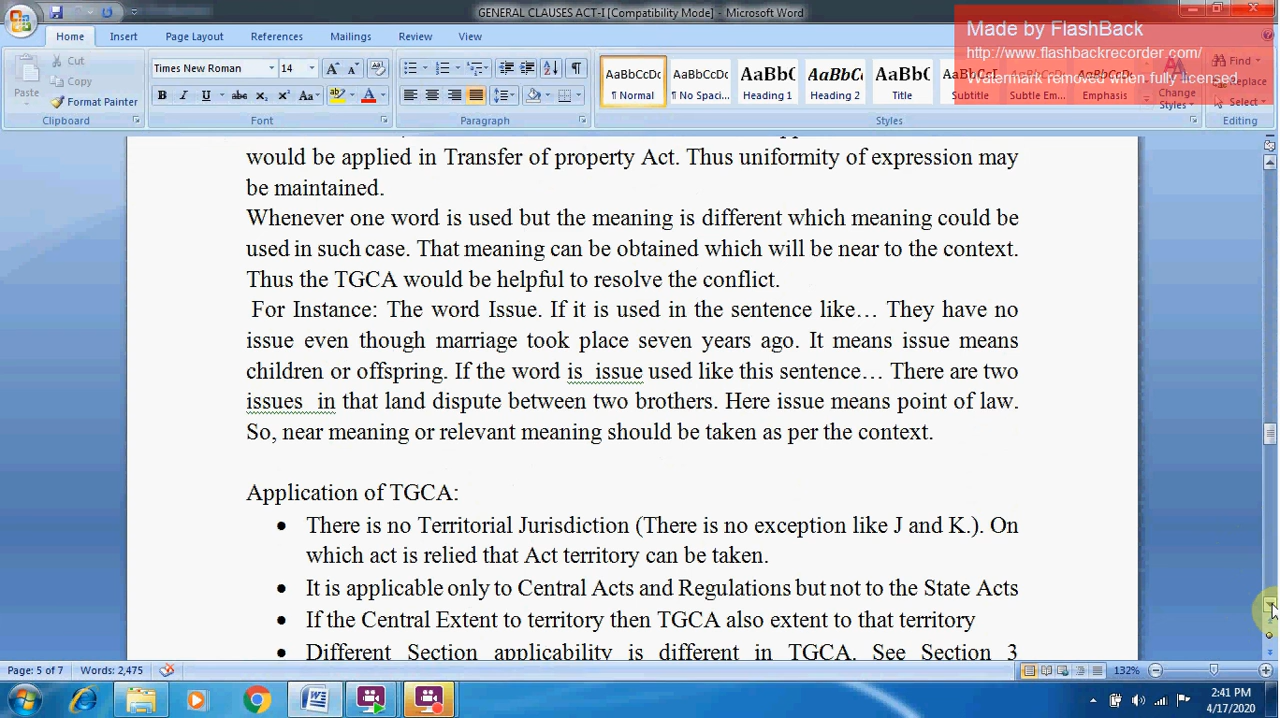 GENERAL CLAUSES ACT-I [Compatibility Mode] - Microsoft Word
Made by FlashBack
http://www.flashbackrecorder.com/
Watermark removed when fully licensed
Home Insert Page Layout References Mailings Review View
Paste
Cut
Copy
Format Painter
Clipboard
Times New Roman 14
Font
Paragraph
AaBbCcDc AaBbCcDc AaBbC AaBbC AaBbC
¶ Normal ¶ No Spaci... Heading 1 Heading 2 Title Subtitle Subtle Em... Emphasis
Change
Styles
Styles
Find
Replace
Select
Editing
would be applied in Transfer of property Act. Thus uniformity of expression may
be maintained.
Whenever one word is used but the meaning is different which meaning could be
used in such case. That meaning can be obtained which will be near to the context.
Thus the TGCA would be helpful to resolve the conflict.
For Instance: The word Issue. If it is used in the sentence like… They have no
issue even though marriage took place seven years ago. It means issue means
children or offspring. If the word is issue used like this sentence… There are two
issues in that land dispute between two brothers. Here issue means point of law.
So, near meaning or relevant meaning should be taken as per the context.
Application of TGCA:
• There is no Territorial Jurisdiction (There is no exception like J and K.). On
which act is relied that Act territory can be taken.
• It is applicable only to Central Acts and Regulations but not to the State Acts
• If the Central Extent to territory then TGCA also extent to that territory
• Different Section applicability is different in TGCA. See Section 3
Page: 5 of 7 Words: 2,475 132%
2:41 PM
4/17/2020